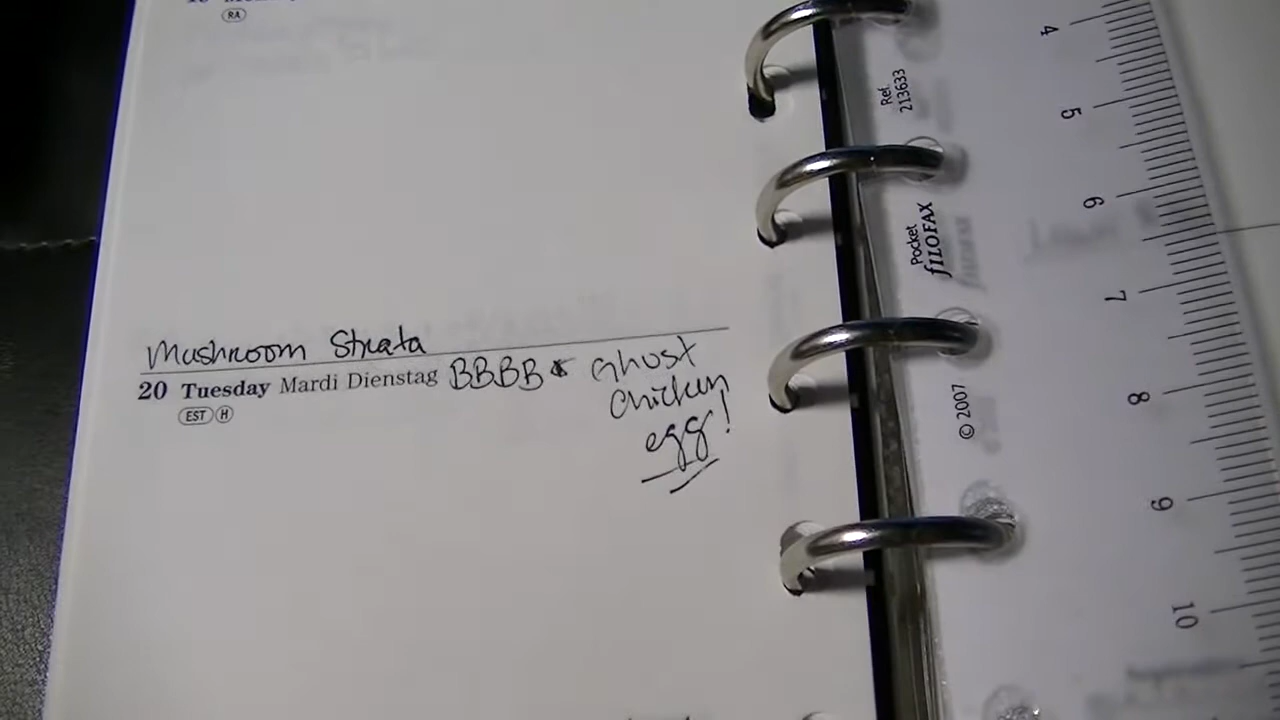 RA
Mushroom Strata
20 Tuesday Mardi Dienstag BBBB Ghost
chicken
egg!
EST H
4
Ref.
213633
5
6
Pocket
FILOFAX
7
8
© 2007
9
10